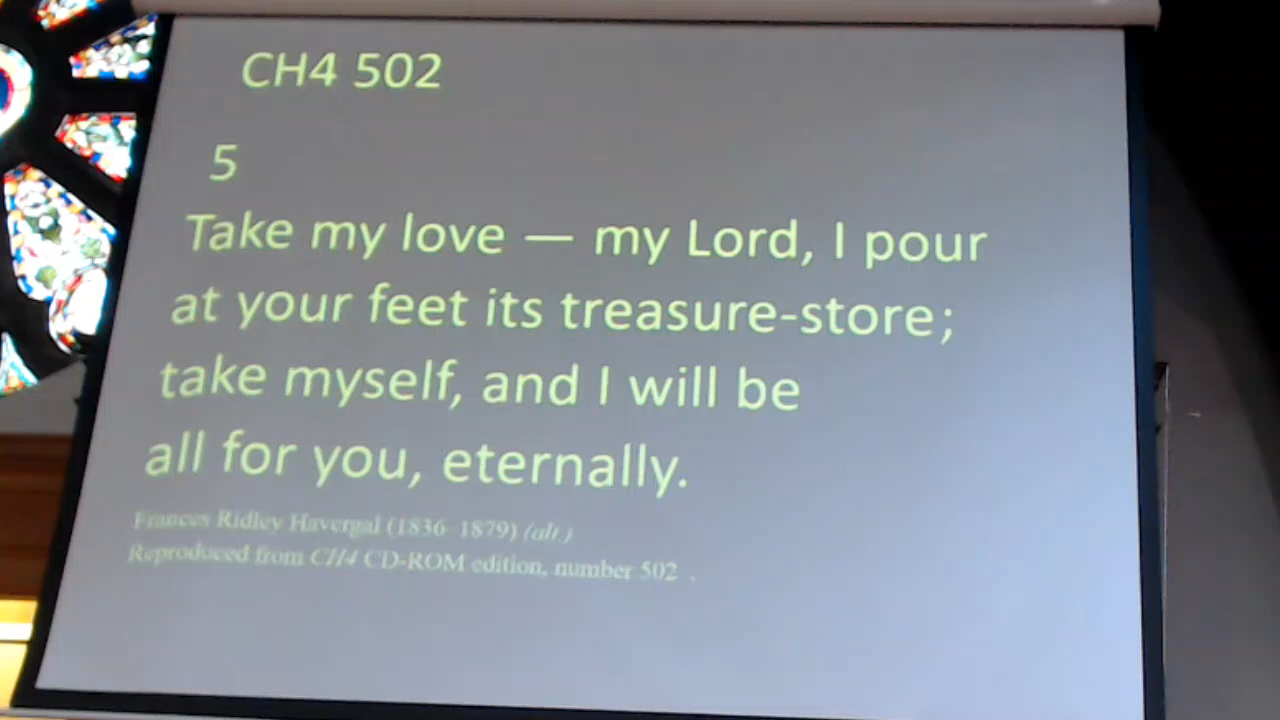 CH4 502
5
Take my love — my Lord, I pour
at your feet its treasure-store;
take myself, and I will be
all for you, eternally.
Frances Ridley Havergal (1836–1879) (alt.)
Reproduced from CH4 CD-ROM edition, number 502 .